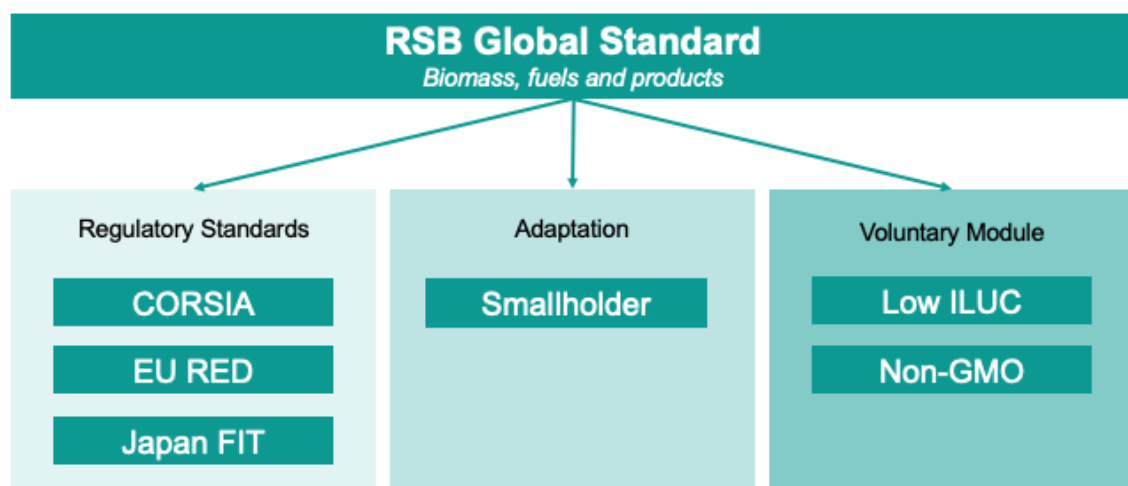 RSB Global Standard
Biomass, fuels and products
Regulatory Standards
CORSIA
EU RED
Japan FIT
Adaptation
Smallholder
Voluntary Module
Low ILUC
Non-GMO